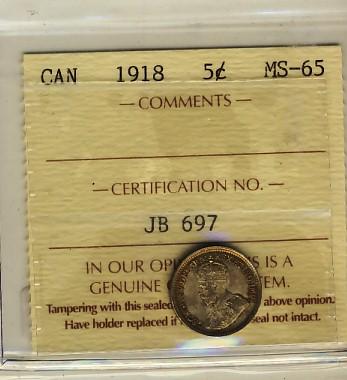 CAN 1918 5¢ MS-65
— COMMENTS —
— CERTIFICATION NO. —
JB 697
IN OUR OPI S IS A
GENUINE EM.
Tampering with this sealed above opinion.
Have holder replaced if seal not intact.